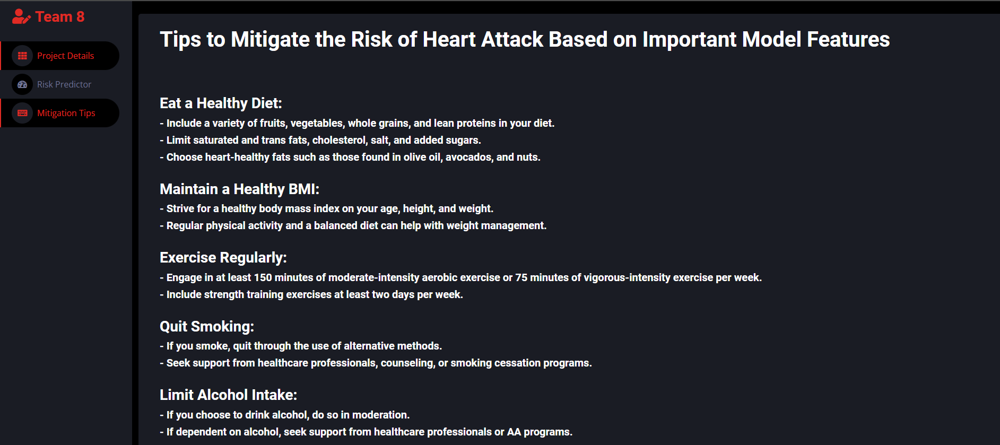 Team 8
Project Details
Risk Predictor
Mitigation Tips
Tips to Mitigate the Risk of Heart Attack Based on Important Model Features
Eat a Healthy Diet:
- Include a variety of fruits, vegetables, whole grains, and lean proteins in your diet.
- Limit saturated and trans fats, cholesterol, salt, and added sugars.
- Choose heart-healthy fats such as those found in olive oil, avocados, and nuts.
Maintain a Healthy BMI:
- Strive for a healthy body mass index on your age, height, and weight.
- Regular physical activity and a balanced diet can help with weight management.
Exercise Regularly:
- Engage in at least 150 minutes of moderate-intensity aerobic exercise or 75 minutes of vigorous-intensity exercise per week.
- Include strength training exercises at least two days per week.
Quit Smoking:
- If you smoke, quit through the use of alternative methods.
- Seek support from healthcare professionals, counseling, or smoking cessation programs.
Limit Alcohol Intake:
- If you choose to drink alcohol, do so in moderation.
- If dependent on alcohol, seek support from healthcare professionals or AA programs.